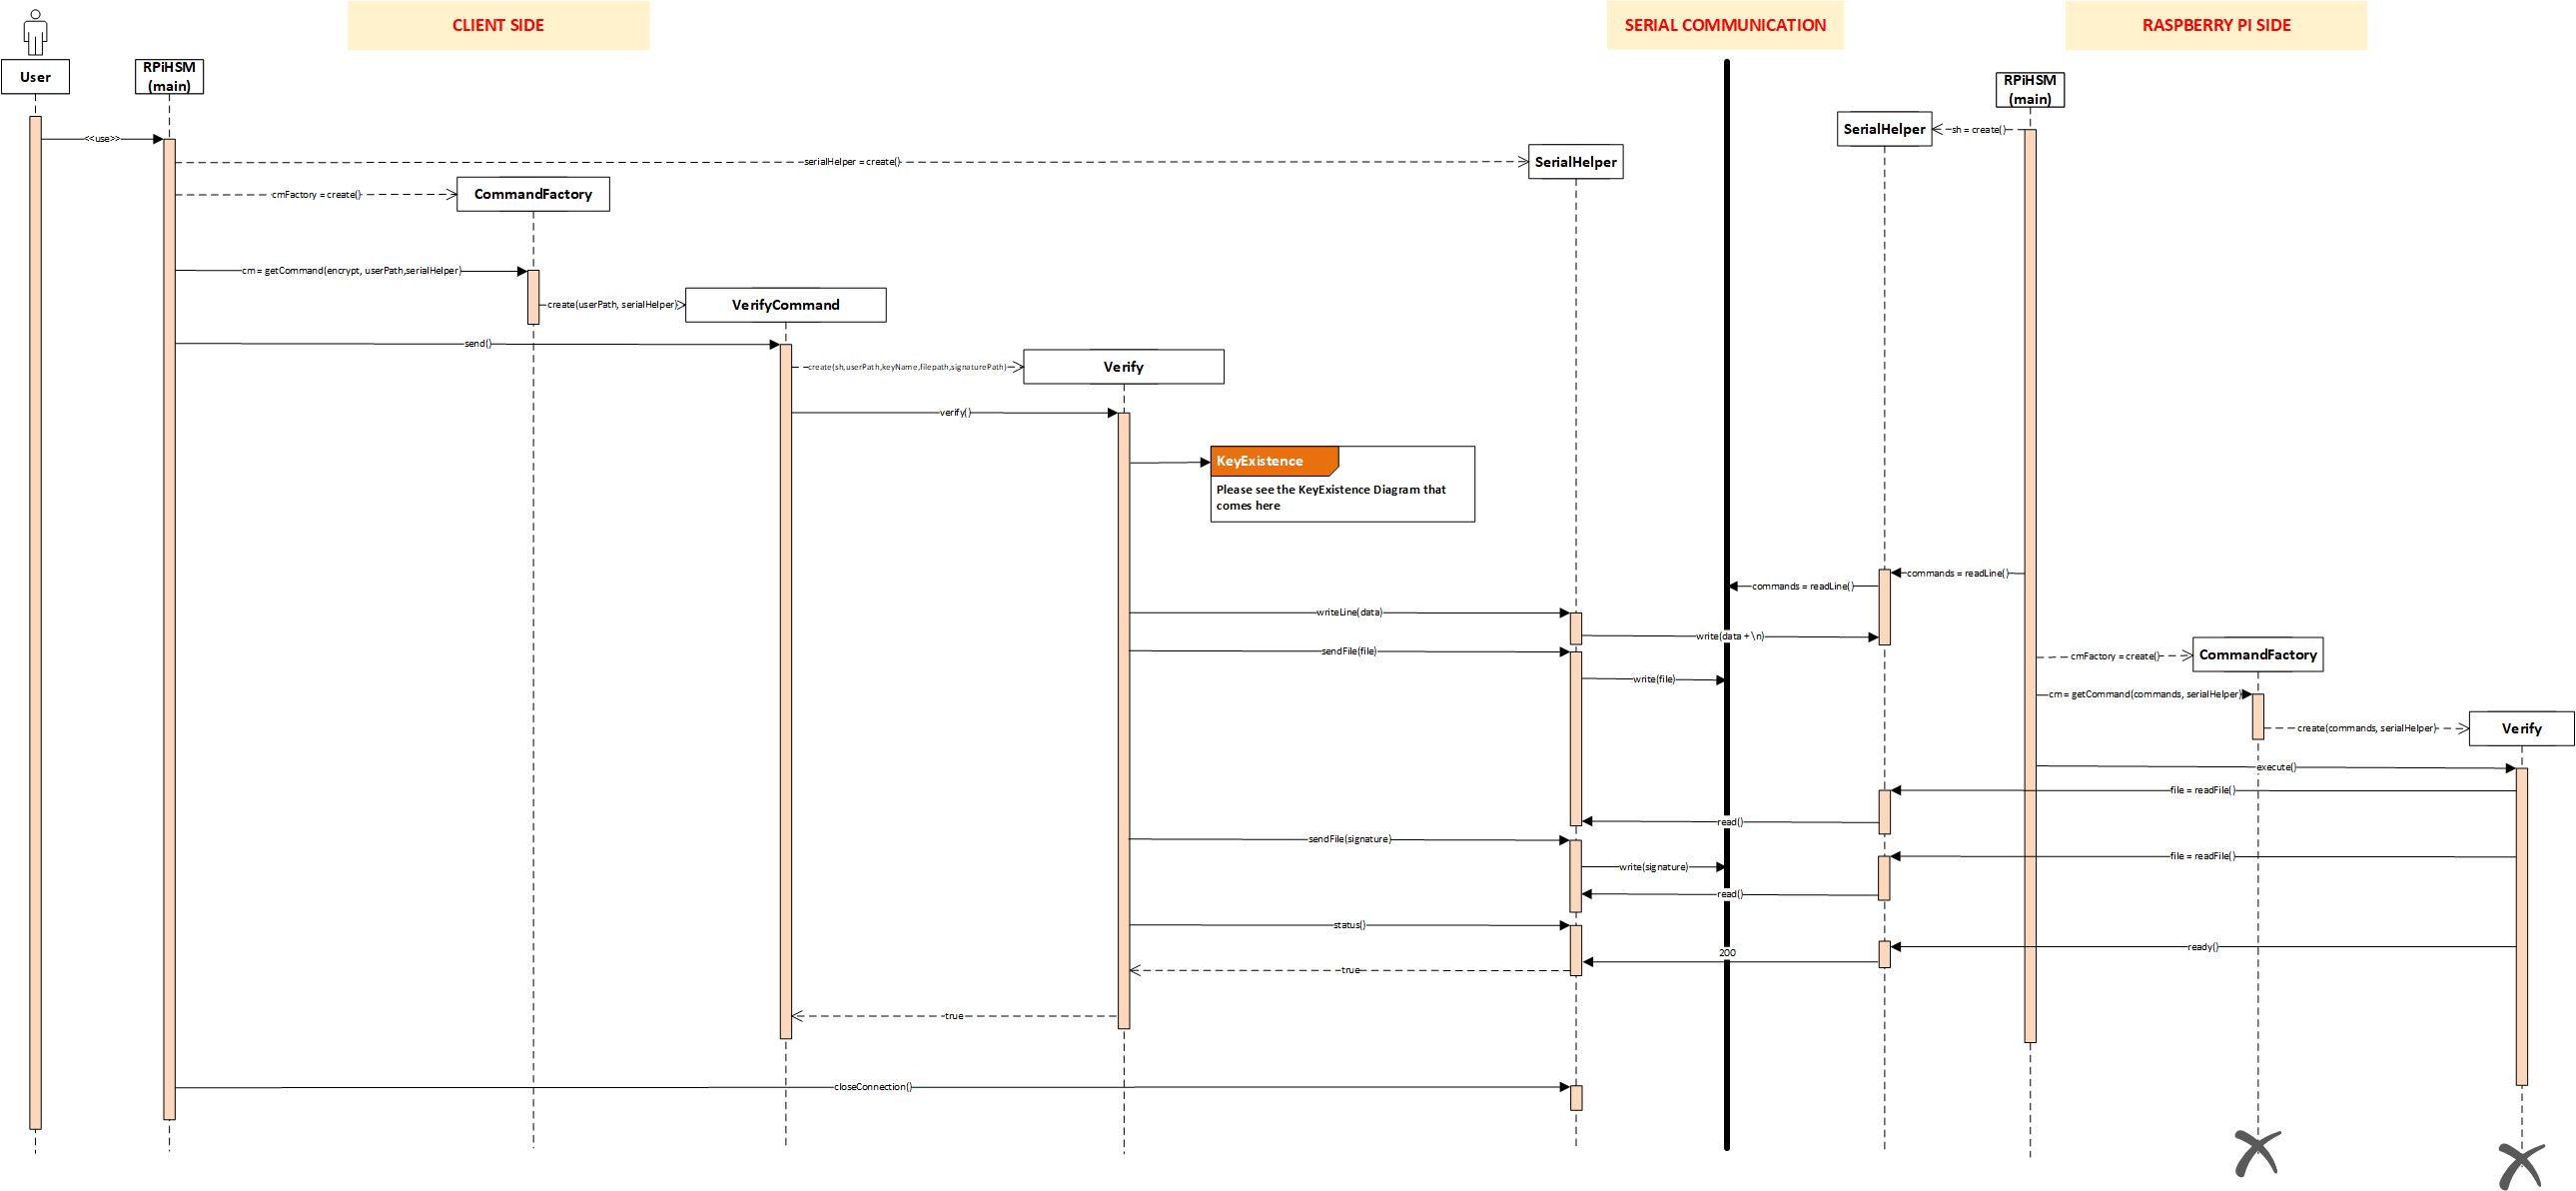 CLIENT SIDE
SERIAL COMMUNICATION
RASPBERRY PI SIDE
User
RPiHSM
(main)
RPiHSM
(main)
SerialHelper
sh = create()
<<use>>
serialHelper = create()
SerialHelper
cmFactory = create()
CommandFactory
cm = getCommand(encrypt, userPath,serialHelper)
create(userPath, serialHelper)
VerifyCommand
send()
create(sh,userPath,keyName,filepath,signaturePath)
Verify
verify()
KeyExistence
Please see the KeyExistence Diagram that
comes here
commands = readLine()
commands = readLine()
writeLine(data)
write(data + \n)
sendFile(file)
cmFactory = create()
CommandFactory
write(file)
cm = getCommand(commands, serialHelper)
create(commands, serialHelper)
Verify
execute()
file = readFile()
read()
sendFile(signature)
file = readFile()
write(signature)
read()
status()
ready()
200
true
true
closeConnection()